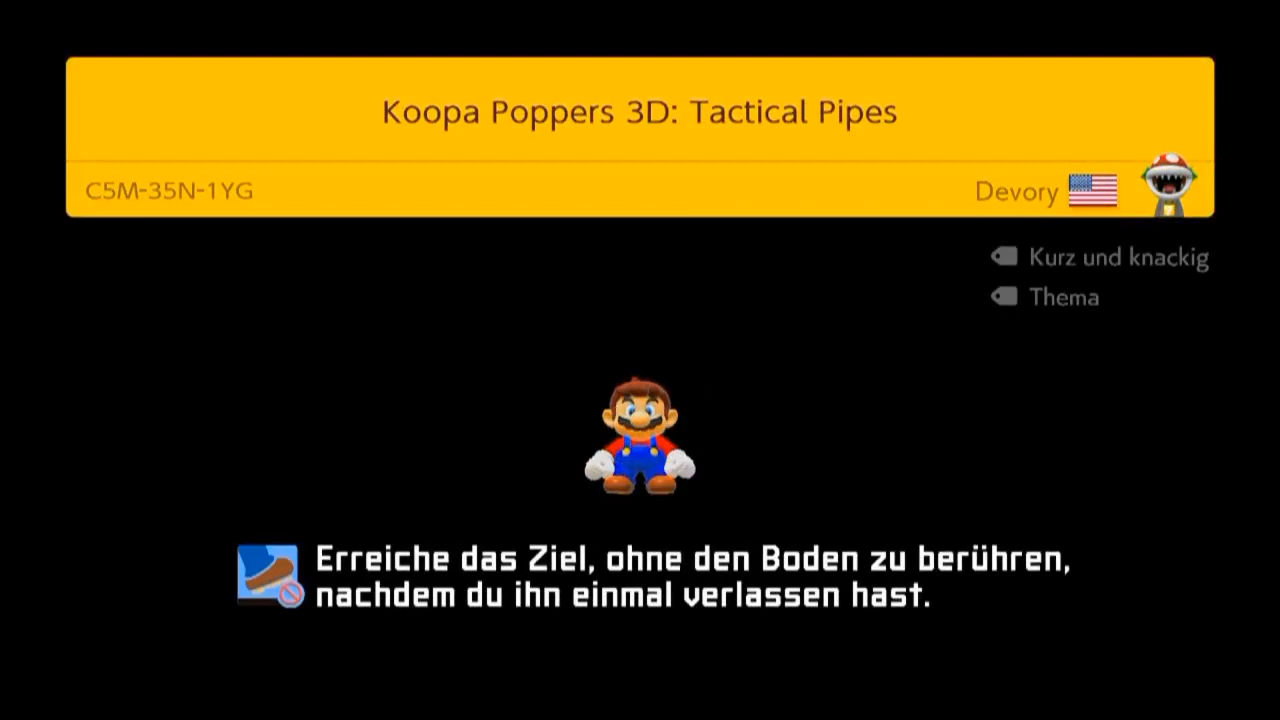 Koopa Poppers 3D: Tactical Pipes
C5M-35N-1YG
Devory
Kurz und knackig
Thema
Erreiche das Ziel, ohne den Boden zu berühren,
nachdem du ihn einmal verlassen hast.